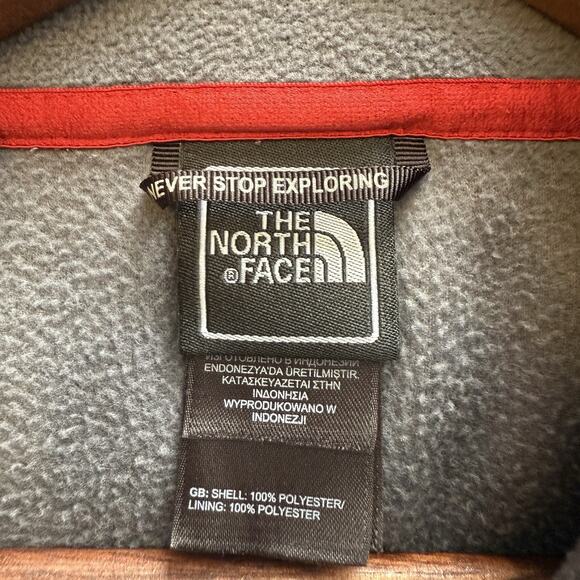 NEVER STOP EXPLORING
THE
NORTH
® FACE
ИЗГОТОВЛЕНО В ИНДОНЕЗИИ
ENDONEZYA'DA ÜRETILMIŞTIR.
ΚΑΤΑΣΚΕΥΑΖΕΤΑΙ ΣΤΗΝ
ΙΝΔΟΝΗΣΙΑ
WYPRODUKOWANO W
INDONEZJI
GB: SHELL: 100% POLYESTER/
LINING: 100% POLYESTER